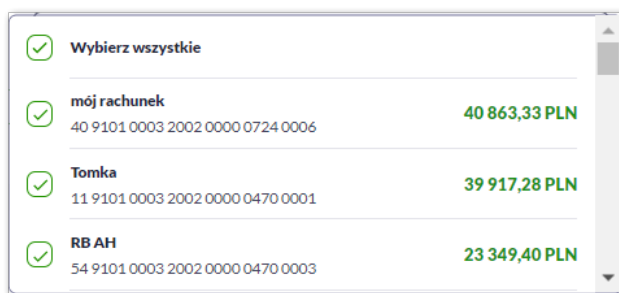 Wybierz wszystkie
mój rachunek
40 9101 0003 2002 0000 0724 0006
40 863,33 PLN
Tomka
11 9101 0003 2002 0000 0470 0001
39 917,28 PLN
RB AH
54 9101 0003 2002 0000 0470 0003
23 349,40 PLN